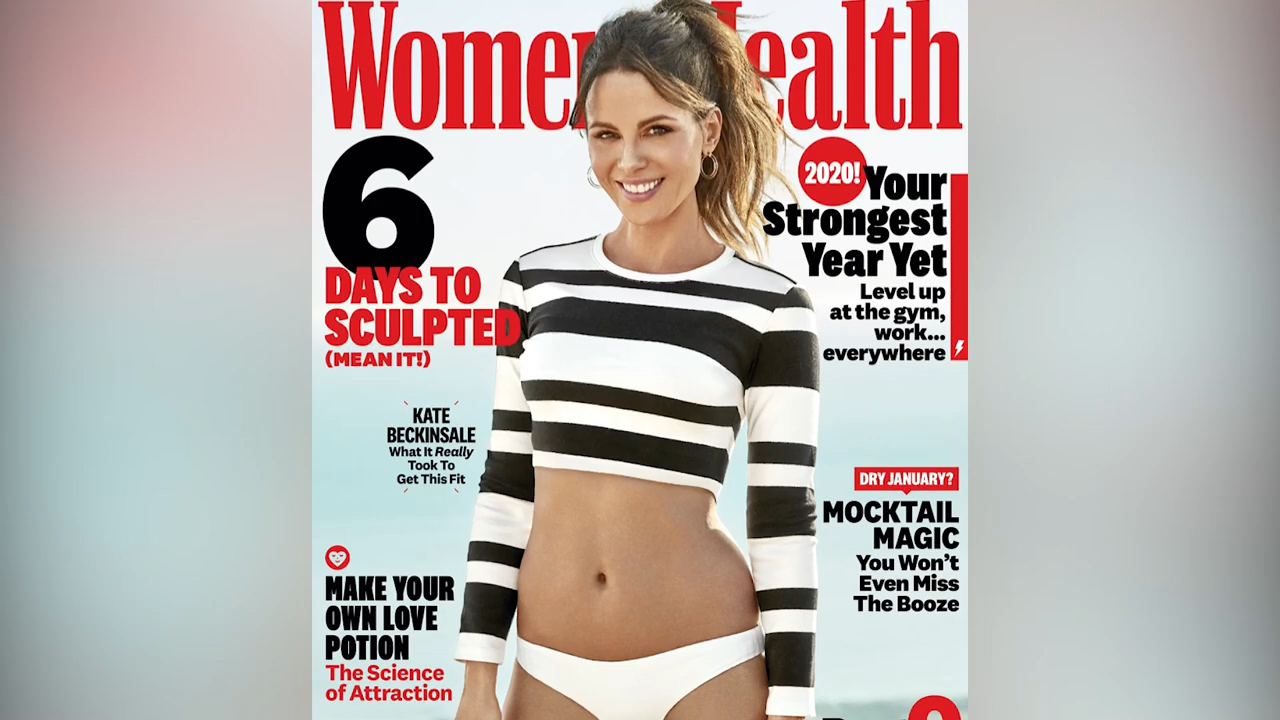 Women's Health
6
DAYS TO
SCULPTED
(MEAN IT!)
2020! Your
Strongest
Year Yet
Level up
at the gym,
work...
everywhere
KATE
BECKINSALE
What It Really
Took To
Get This Fit
DRY JANUARY?
MOCKTAIL
MAGIC
You Won't
Even Miss
The Booze
MAKE YOUR
OWN LOVE
POTION
The Science
of Attraction